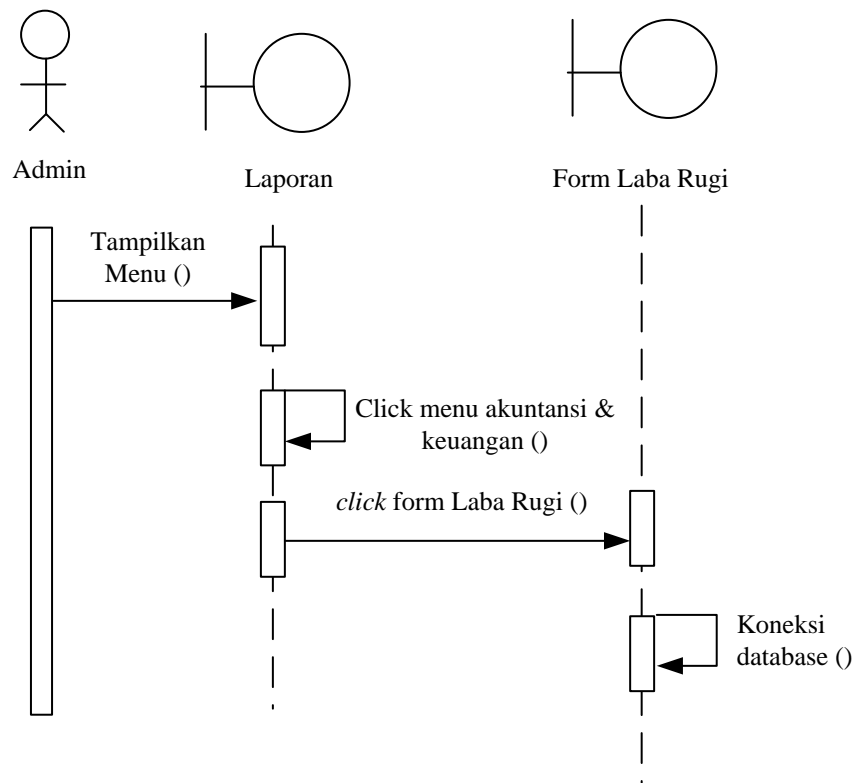 Admin
Laporan
Form Laba Rugi
Tampilkan
Menu ()
Click menu akuntansi &
keuangan ()
click form Laba Rugi ()
Koneksi
database ()